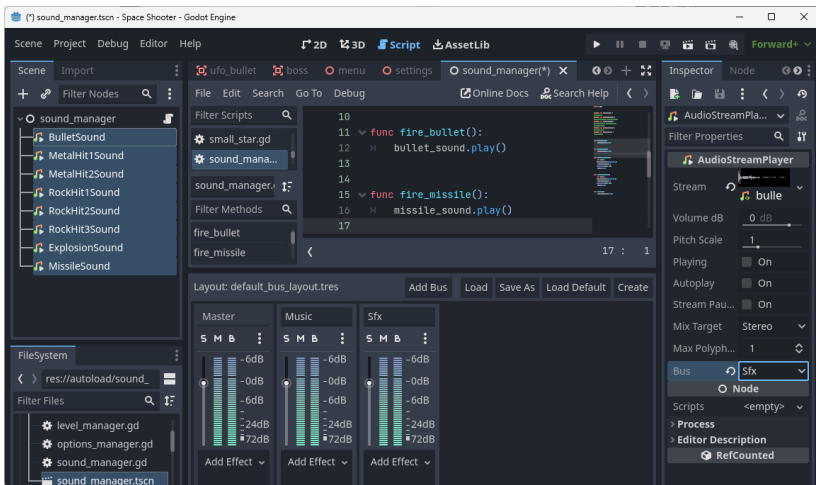 (*) sound_manager.tscn - Space Shooter - Godot Engine
Scene Project Debug Editor Help
2D 3D Script AssetLib
Forward+
Scene Import
Filter Nodes
sound_manager
BulletSound
MetalHit1Sound
MetalHit2Sound
RockHit1Sound
RockHit2Sound
RockHit3Sound
ExplosionSound
MissileSound
FileSystem
res://autoload/sound_
Filter Files
level_manager.gd
options_manager.gd
sound_manager.gd
sound_manager.tscn
ufo_bullet boss menu settings sound_manager(*)
File Edit Search Go To Debug Online Docs Search Help
Filter Scripts
small_star.gd
sound_mana...
sound_manager.
Filter Methods
fire_bullet
fire_missile
10
11 func fire_bullet():
12 bullet_sound.play()
13
14
15 func fire_missile():
16 missile_sound.play()
17
17 : 1
Layout: default_bus_layout.tres Add Bus Load Save As Load Default Create
Master Music Sfx
S M B S M B S M B
-6dB -6dB -6dB
-0dB -0dB -0dB
-6dB -6dB -6dB
-24dB -24dB -24dB
-72dB -72dB -72dB
Add Effect Add Effect Add Effect
Inspector Node
AudioStreamPla...
Filter Properties
AudioStreamPlayer
Stream bulle
Volume dB 0 dB
Pitch Scale 1
Playing On
Autoplay On
Stream Pau... On
Mix Target Stereo
Max Polyph... 1
Bus Sfx
Node
Scripts <empty>
Process
Editor Description
RefCounted